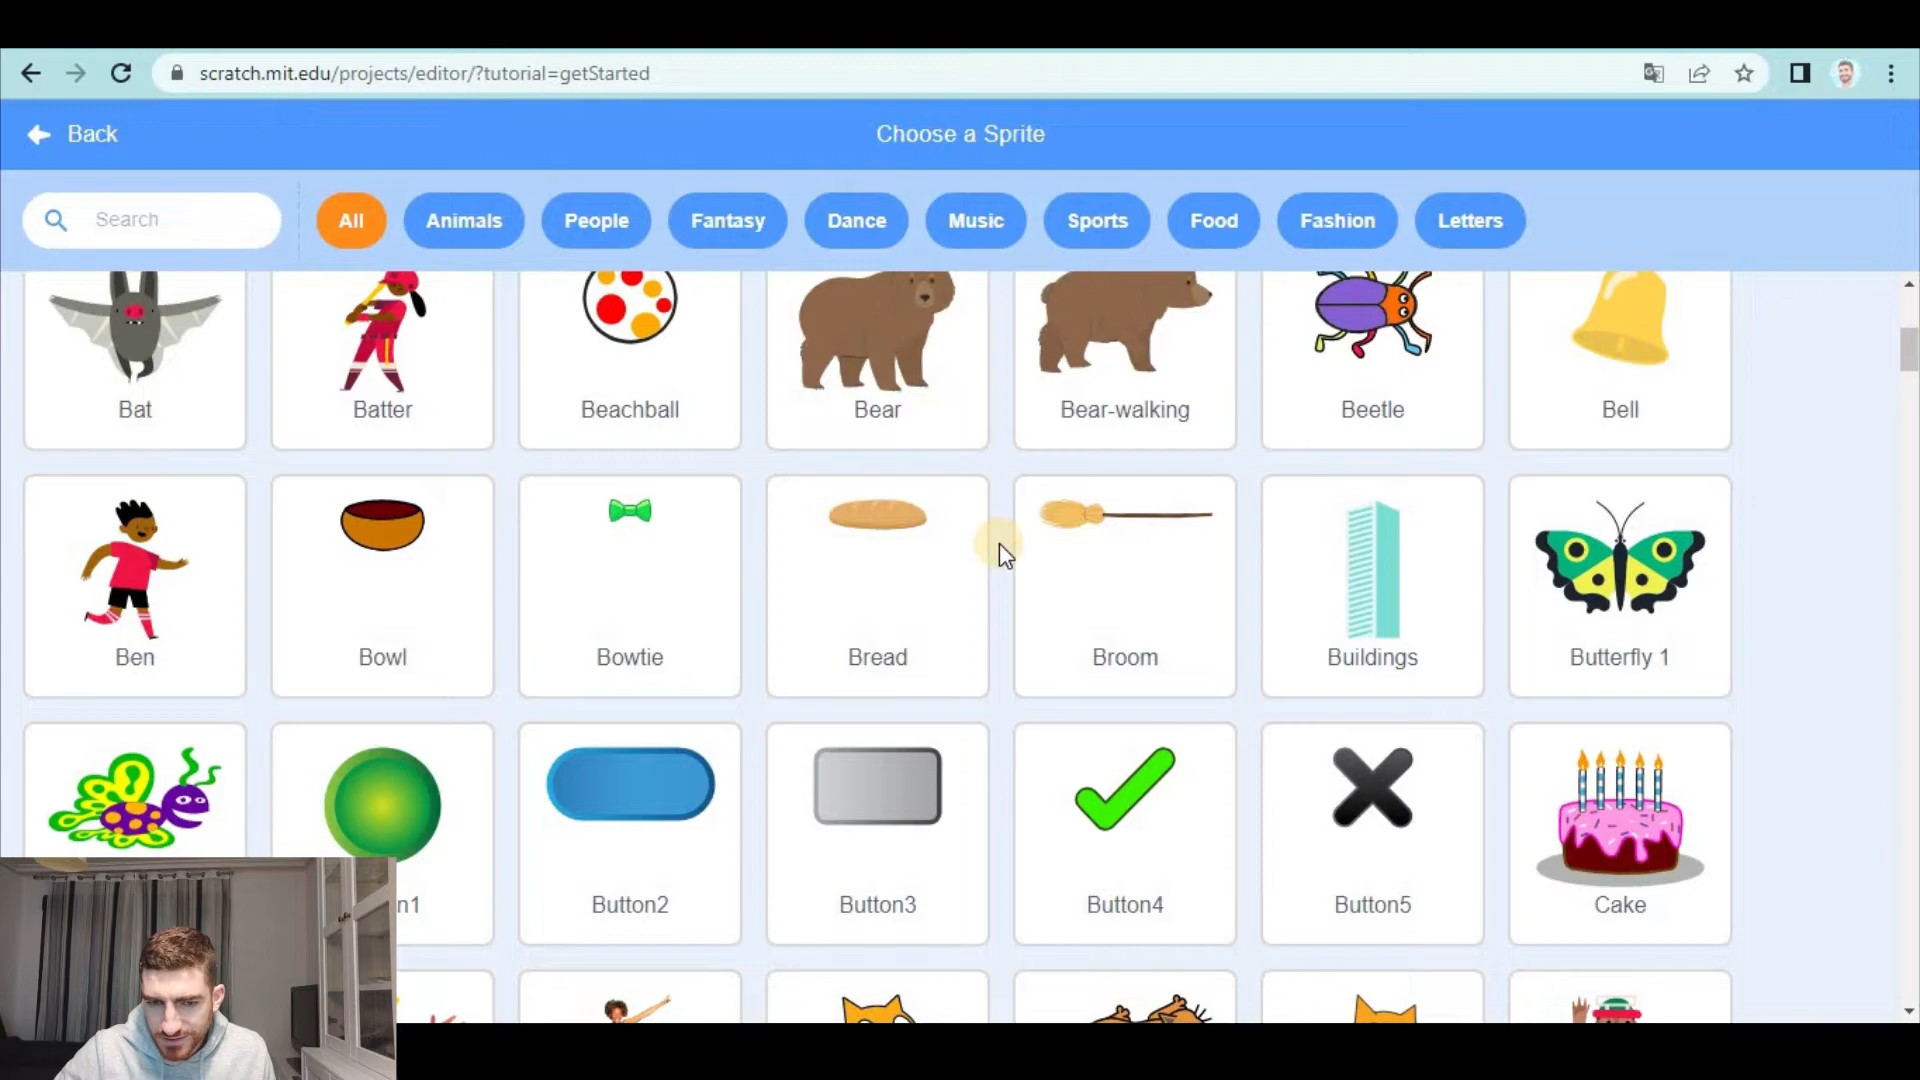 scratch.mit.edu/projects/editor/?tutorial=getStarted
Back
Choose a Sprite
Search
All
Animals
People
Fantasy
Dance
Music
Sports
Food
Fashion
Letters
Bat
Batter
Beachball
Bear
Bear-walking
Beetle
Bell
Ben
Bowl
Bowtie
Bread
Broom
Buildings
Butterfly 1
n1
Button2
Button3
Button4
Button5
Cake